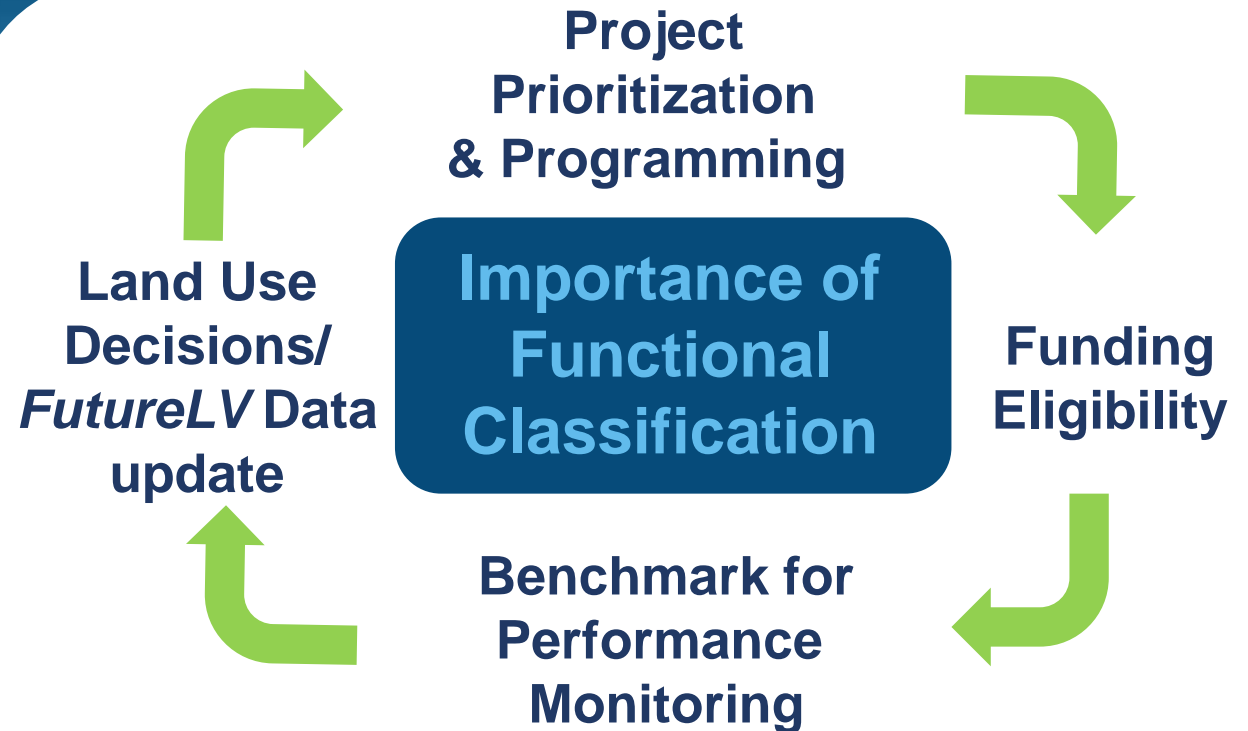 Project
Prioritization
& Programming
Importance of
Functional
Classification
Land Use
Decisions/
FutureLV Data
update
Funding
Eligibility
Benchmark for
Performance
Monitoring